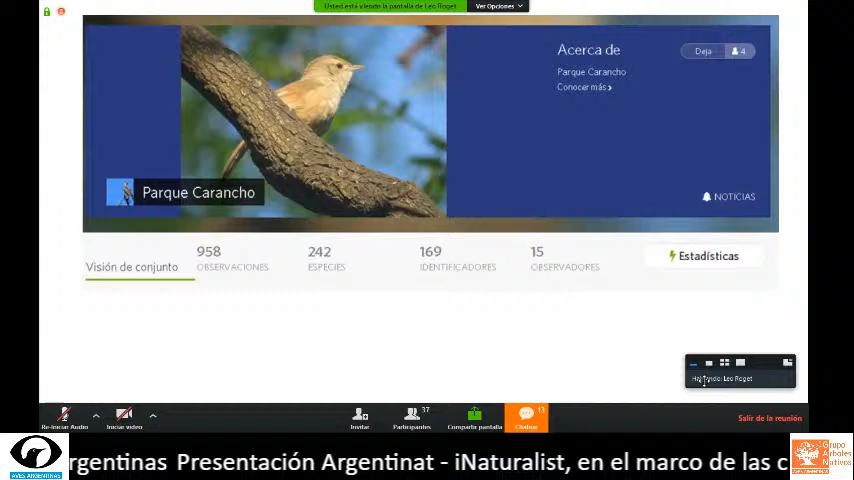 Usted está viendo la pantalla de Leo Roget
Ver Opciones
Acerca de
Deja
4
Parque Carancho
Conocer más
Parque Carancho
NOTICIAS
Visión de conjunto
958
OBSERVACIONES
242
ESPECIES
169
IDENTIFICADORES
15
OBSERVADORES
Estadísticas
Leo Roget
Re-Iniciar Audio
Iniciar video
Invitar
37
Participantes
Compartir pantalla
13
Chatear
Salir de la reunión
AVES ARGENTINAS
rgentinas Presentación Argentinat - iNaturalist, en el marco de las c
Grupo
Árboles
Nativos